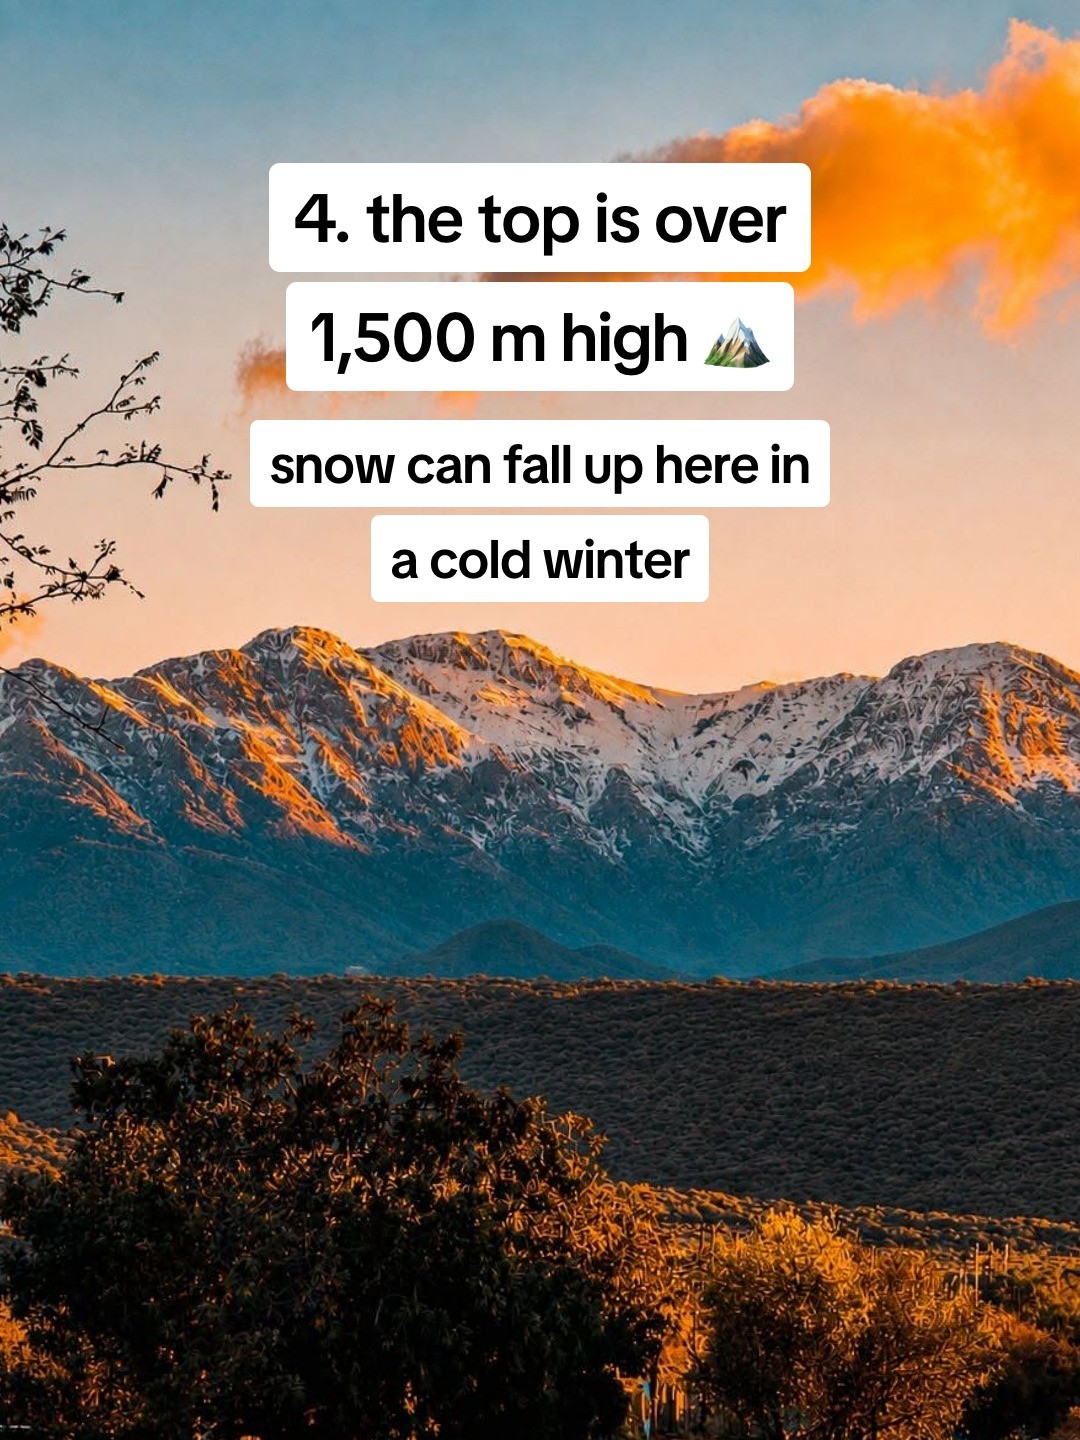 4. the top is over
1,500 m high ⛰️
snow can fall up here in
a cold winter